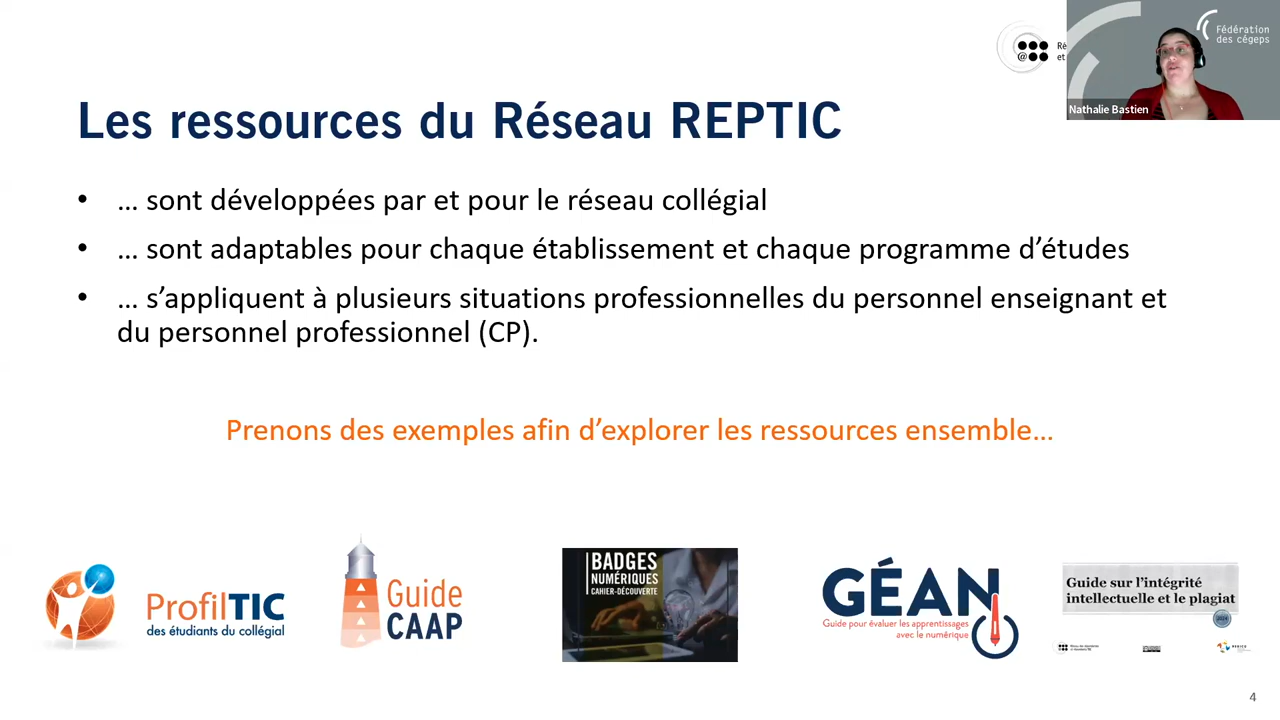 Fédération
des cégeps
Ré
et
Nathalie Bastien
Les ressources du Réseau REPTIC
• … sont développées par et pour le réseau collégial
• … sont adaptables pour chaque établissement et chaque programme d’études
• … s’appliquent à plusieurs situations professionnelles du personnel enseignant et
du personnel professionnel (CP).
Prenons des exemples afin d’explorer les ressources ensemble…
ProfilTIC
des étudiants du collégial
Guide
CAAP
BADGES
NUMÉRIQUES
CAHIER-DÉCOUVERTE
GÉAN
Guide pour évaluer les apprentissages
avec le numérique
Guide sur l’intégrité
intellectuelle et le plagiat
4